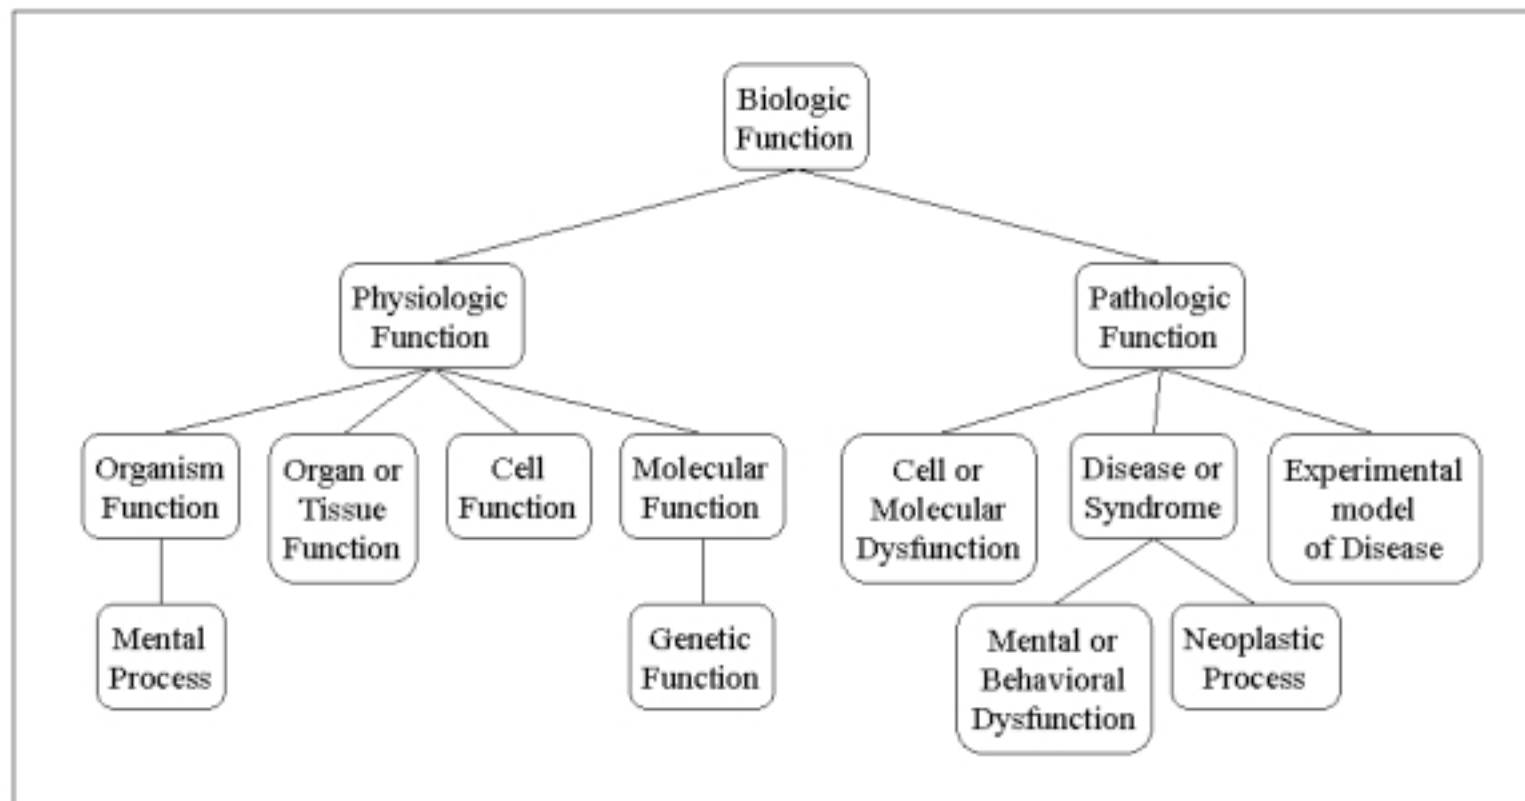 Biologic
Function
Physiologic
Function
Pathologic
Function
Organism
Function
Organ or
Tissue
Function
Cell
Function
Molecular
Function
Cell or
Molecular
Dysfunction
Disease or
Syndrome
Experimental
model
of Disease
Mental
Process
Genetic
Function
Mental or
Behavioral
Dysfunction
Neoplastic
Process